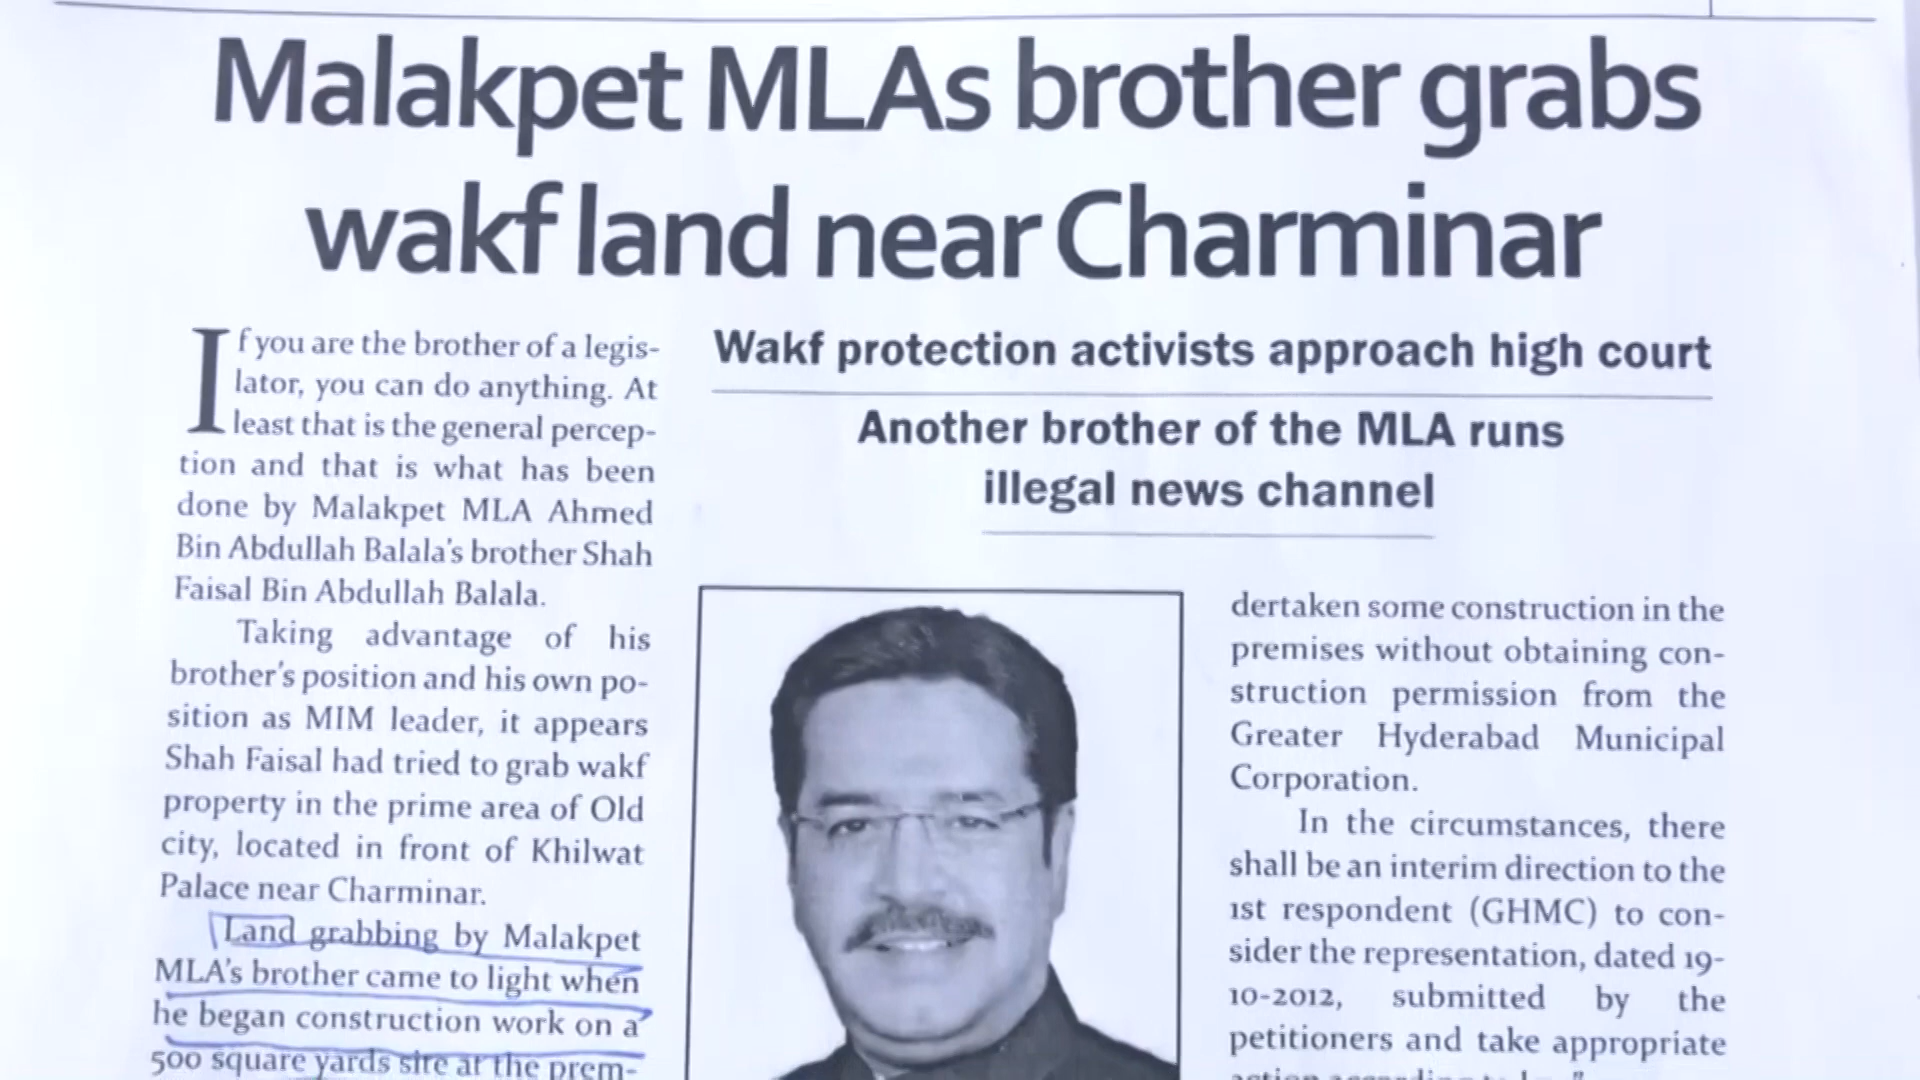 Malakpet MLAs brother grabs
wakf land near Charminar
If you are the brother of a legis-
lator, you can do anything. At
least that is the general percep-
tion and that is what has been
done by Malakpet MLA Ahmed
Bin Abdullah Balala's brother Shah
Faisal Bin Abdullah Balala.
Taking advantage of his
brother's position and his own po-
sition as MIM leader, it appears
Shah Faisal had tried to grab wakf
property in the prime area of Old
city, located in front of Khilwat
Palace near Charminar.
Land grabbing by Malakpet
MLA's brother came to light when
he began construction work on a
500 square yards site at the prem-
Wakf protection activists approach high court
Another brother of the MLA runs
illegal news channel
dertaken some construction in the
premises without obtaining con-
struction permission from the
Greater Hyderabad Municipal
Corporation.
In the circumstances, there
shall be an interim direction to the
1st respondent (GHMC) to con-
sider the representation, dated 19-
10-2012, submitted by the
petitioners and take appropriate